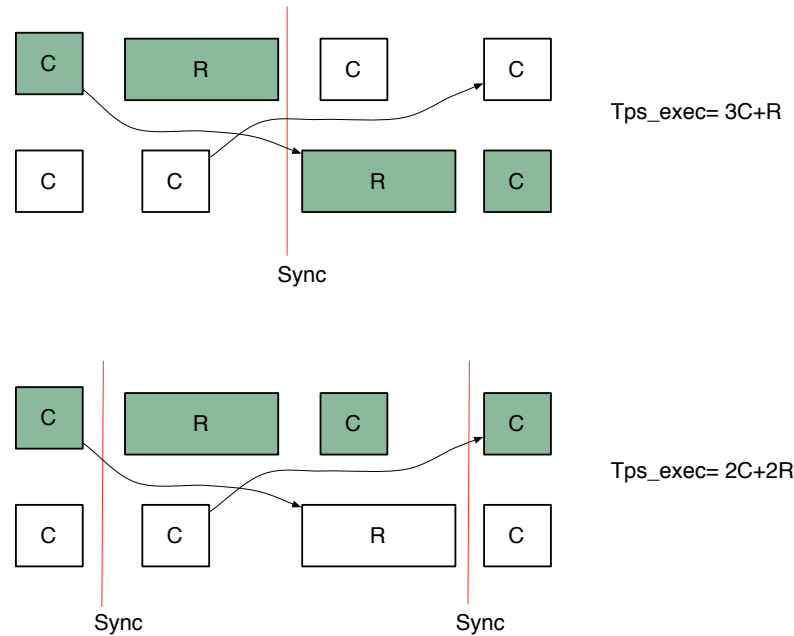 C R C C
Tps_exec= 3C+R
C C R C
Sync
C R C C
Tps_exec= 2C+2R
C C R C
Sync Sync